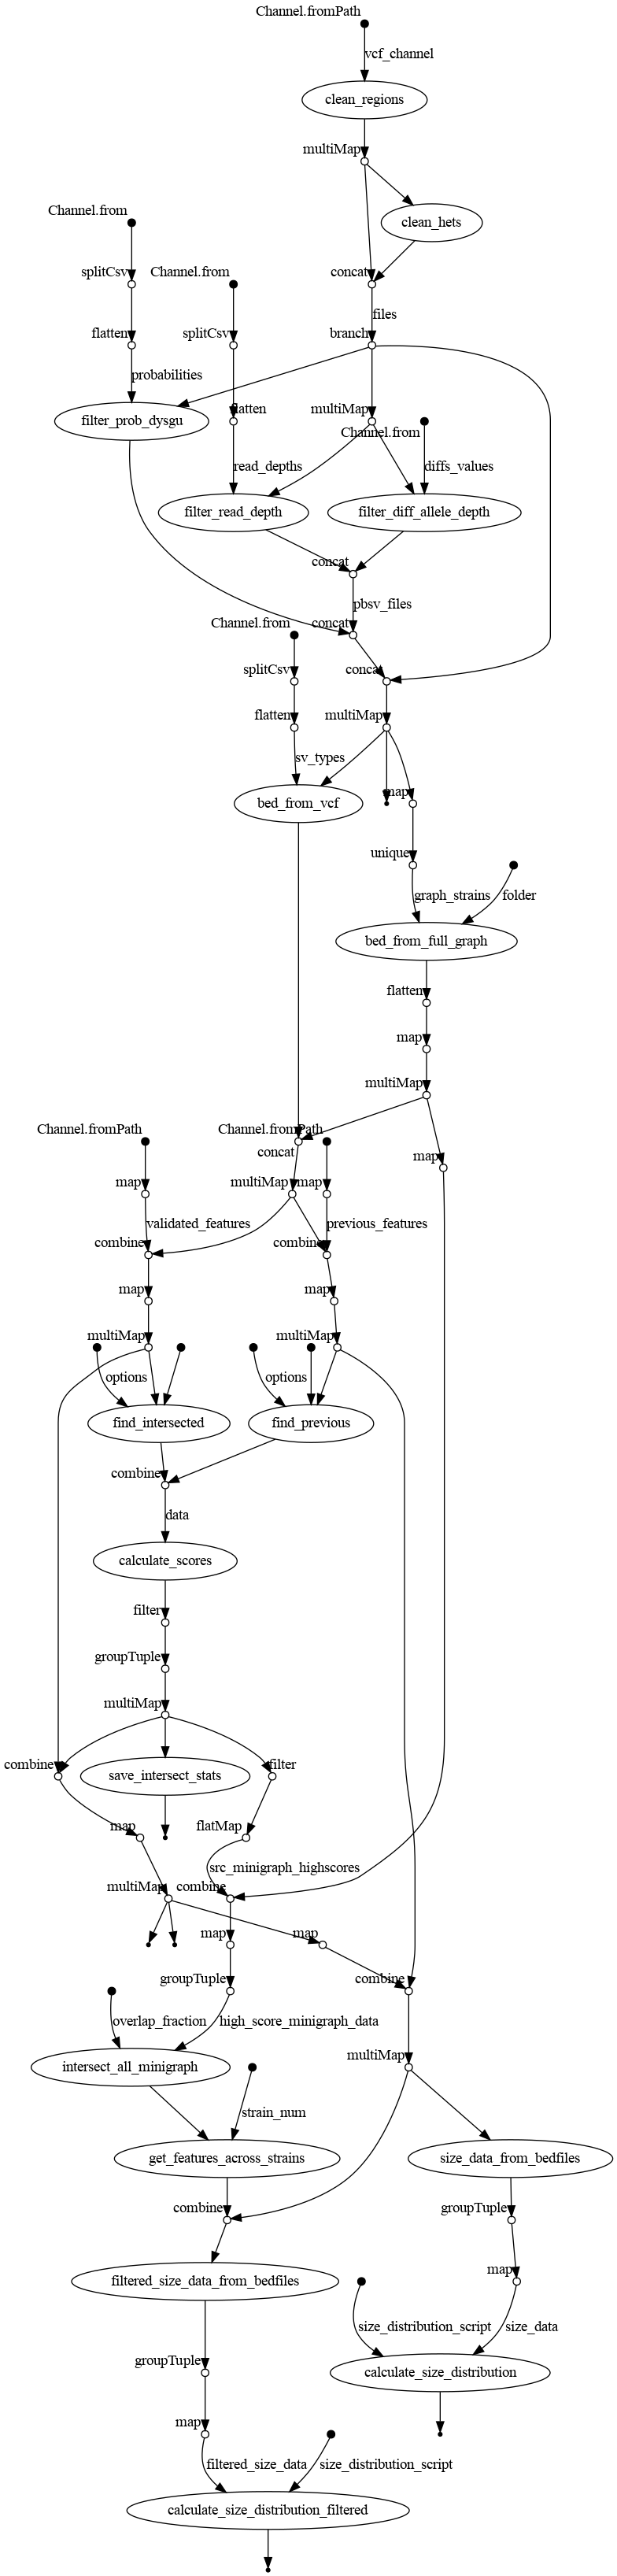 Channel.fromPath
vcf_channel
clean_regions
multiMap
Channel.from
clean_hets
splitCsv
Channel.from
concat
files
flatten
splitCsv
branch
probabilities
filter_prob_dysgu
flatten
multiMap
Channel.from
read_depths
diffs_values
filter_read_depth
filter_diff_allele_depth
concat
pbsv_files
Channel.from
concat
splitCsv
concat
flatten
multiMap
sv_types
bed_from_vcf
map
unique
graph_strains
folder
bed_from_full_graph
flatten
map
multiMap
Channel.fromPath
Channel.fromPath
concat
map
map
multiMap
map
validated_features
previous_features
combine
combine
map
map
multiMap
multiMap
options
options
find_intersected
find_previous
combine
data
calculate_scores
filter
groupTuple
multiMap
combine
save_intersect_stats
filter
map
flatMap
src_minigraph_highscores
multiMap
combine
map
map
groupTuple
combine
overlap_fraction
high_score_minigraph_data
intersect_all_minigraph
multiMap
strain_num
get_features_across_strains
size_data_from_bedfiles
combine
groupTuple
filtered_size_data_from_bedfiles
map
size_distribution_script
size_data
groupTuple
calculate_size_distribution
map
filtered_size_data
size_distribution_script
calculate_size_distribution_filtered